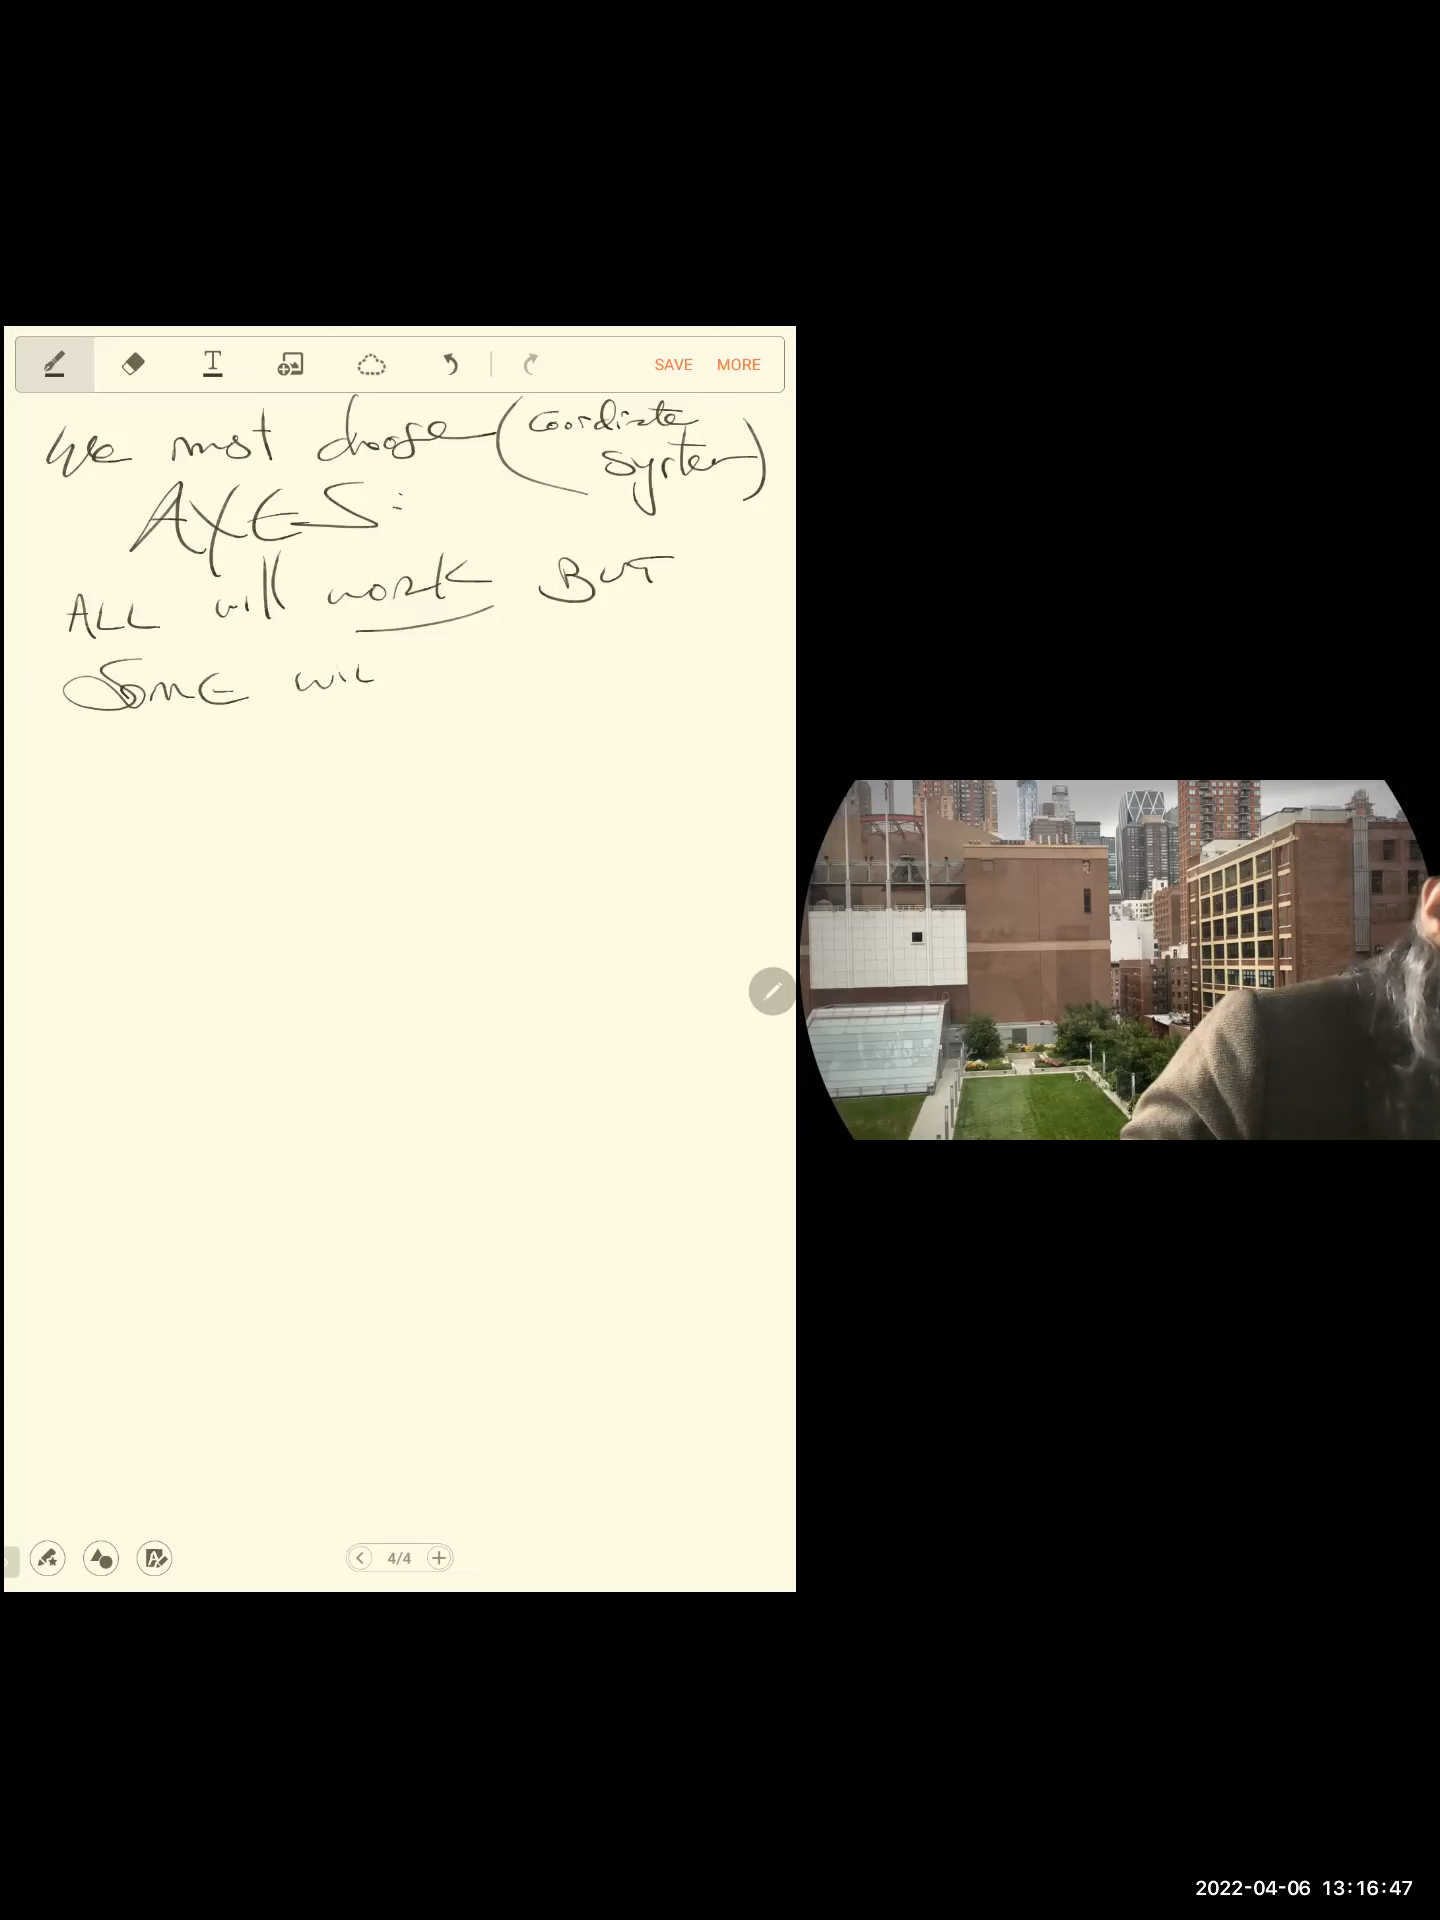 SAVE MORE
We must choose (Coordiate
system)
AXES:
ALL will work BUT
SOME wil
4/4
2022-04-06 13:16:47